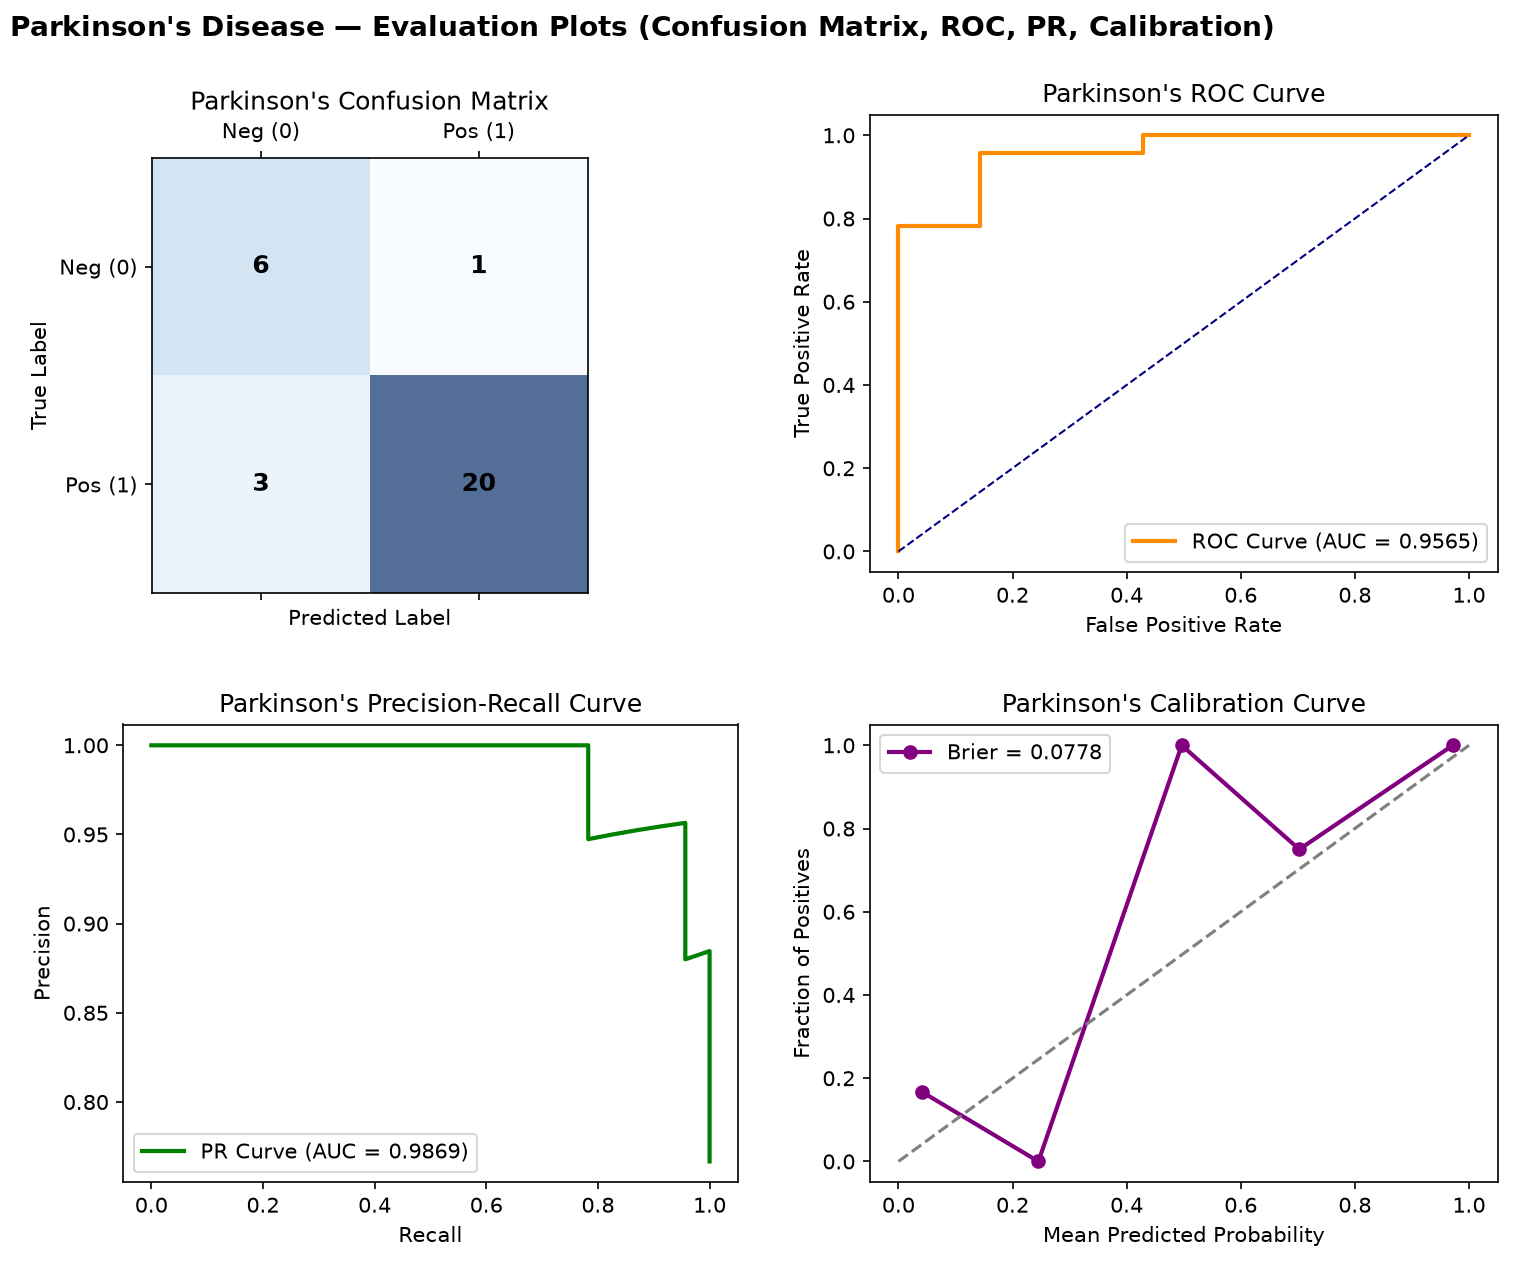 Parkinson's Disease — Evaluation Plots (Confusion Matrix, ROC, PR, Calibration)
Parkinson's Confusion Matrix
Neg (0) Pos (1)
True Label
Neg (0)
6 1
Pos (1)
3 20
Predicted Label
Parkinson's ROC Curve
True Positive Rate
1.0
0.8
0.6
0.4
0.2
0.0
ROC Curve (AUC = 0.9565)
0.0 0.2 0.4 0.6 0.8 1.0
False Positive Rate
Parkinson's Precision-Recall Curve
Precision
1.00
0.95
0.90
0.85
0.80
PR Curve (AUC = 0.9869)
0.0 0.2 0.4 0.6 0.8 1.0
Recall
Parkinson's Calibration Curve
Brier = 0.0778
Fraction of Positives
1.0
0.8
0.6
0.4
0.2
0.0
0.0 0.2 0.4 0.6 0.8 1.0
Mean Predicted Probability